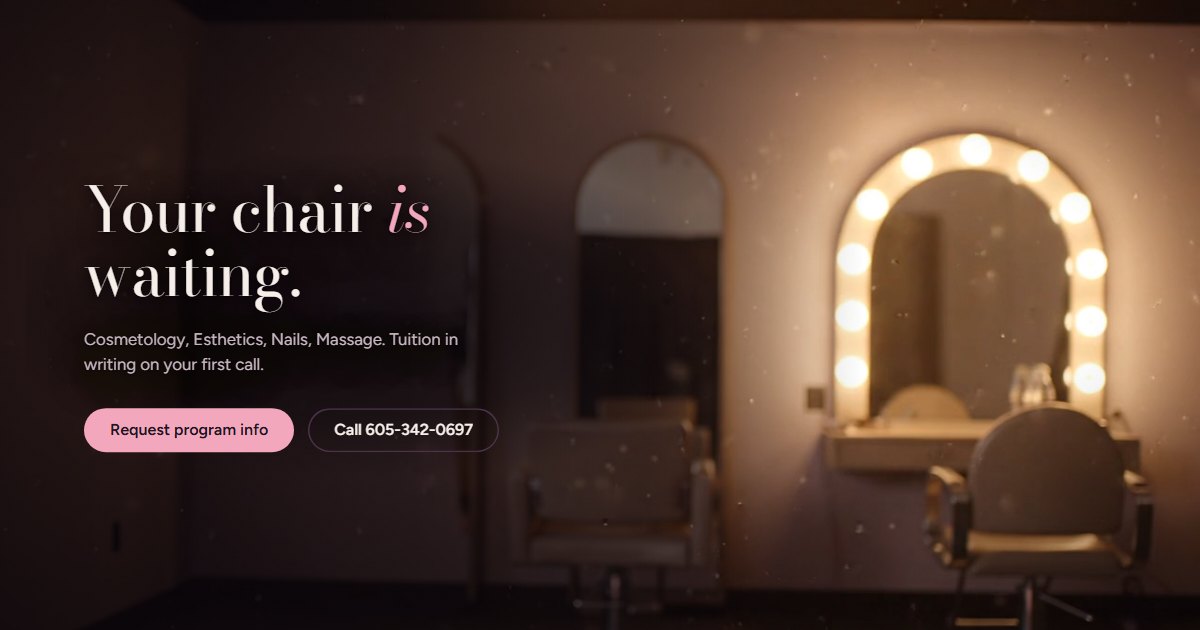 Your chair is
waiting.
Cosmetology, Esthetics, Nails, Massage. Tuition in
writing on your first call.
Request program info
Call 605-342-0697